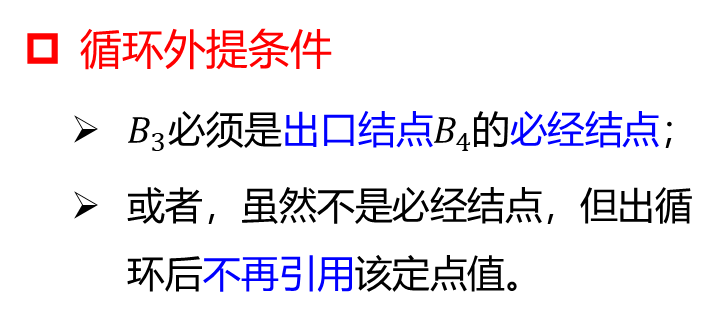 循环外提条件
B₃必须是出口结点B₄的必经结点；
或者，虽然不是必经结点，但出循
环后不再引用该定点值。